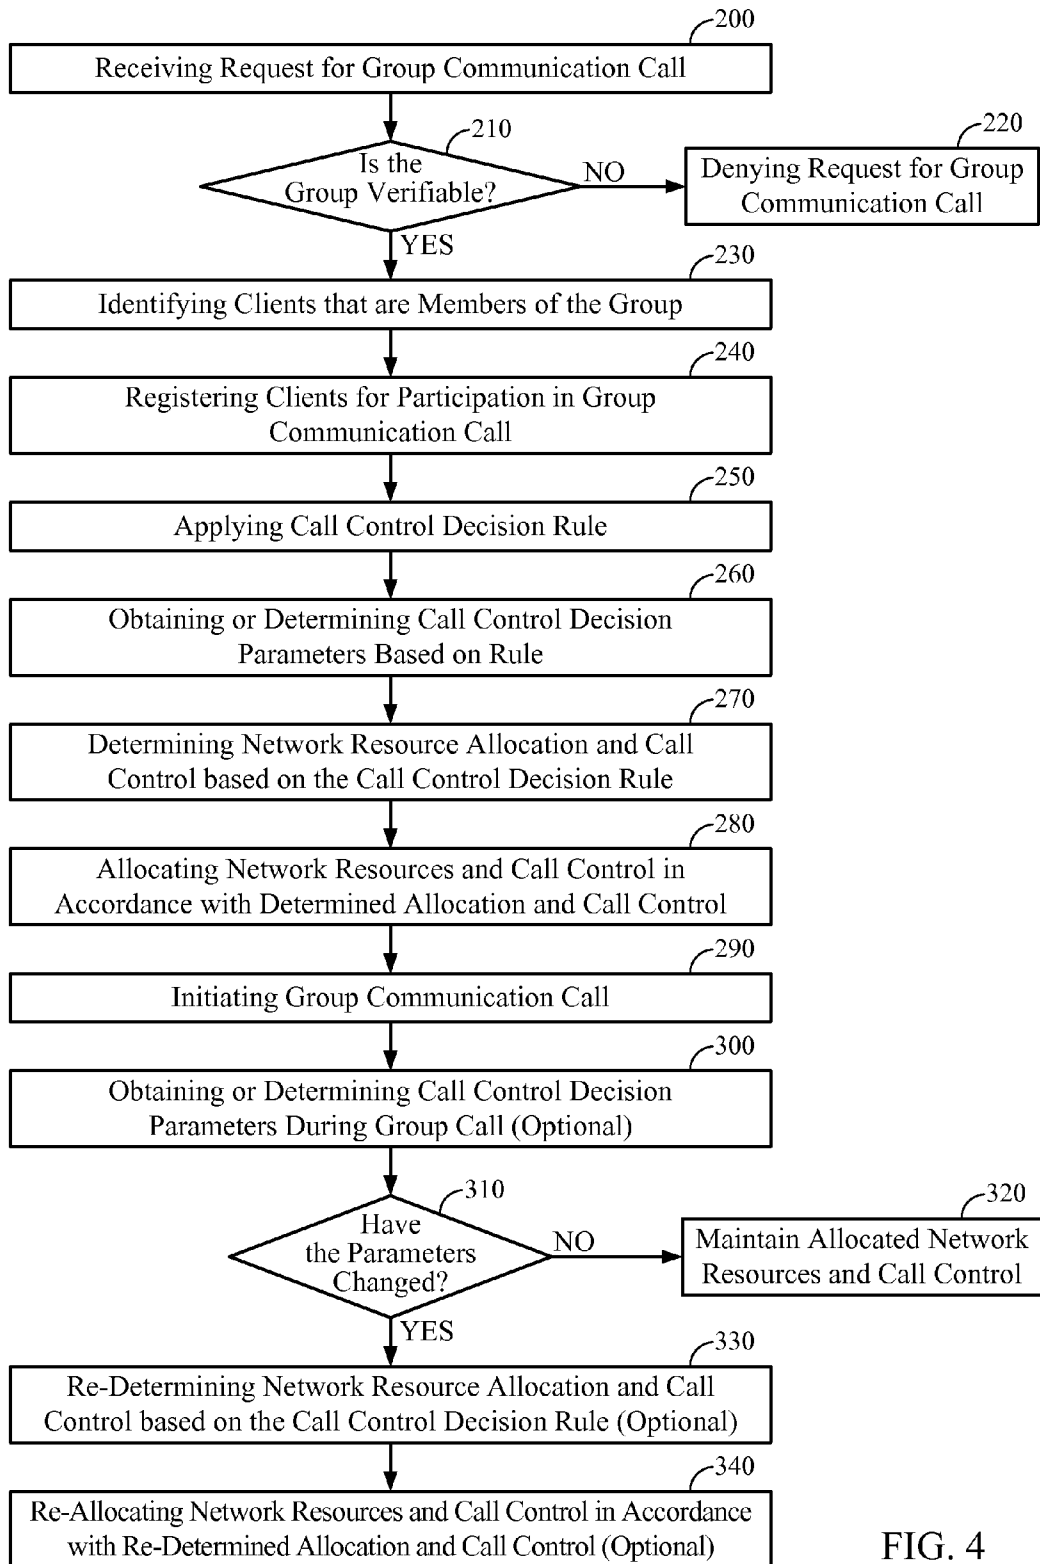 200
Receiving Request for Group Communication Call
210
Is the
Group Verifiable?
NO
220
Denying Request for Group
Communication Call
YES
230
Identifying Clients that are Members of the Group
240
Registering Clients for Participation in Group
Communication Call
250
Applying Call Control Decision Rule
260
Obtaining or Determining Call Control Decision
Parameters Based on Rule
270
Determining Network Resource Allocation and Call
Control based on the Call Control Decision Rule
280
Allocating Network Resources and Call Control in
Accordance with Determined Allocation and Call Control
290
Initiating Group Communication Call
300
Obtaining or Determining Call Control Decision
Parameters During Group Call (Optional)
310
Have
the Parameters
Changed?
NO
320
Maintain Allocated Network
Resources and Call Control
YES
330
Re-Determining Network Resource Allocation and Call
Control based on the Call Control Decision Rule (Optional)
340
Re-Allocating Network Resources and Call Control in Accordance
with Re-Determined Allocation and Call Control (Optional)
FIG. 4